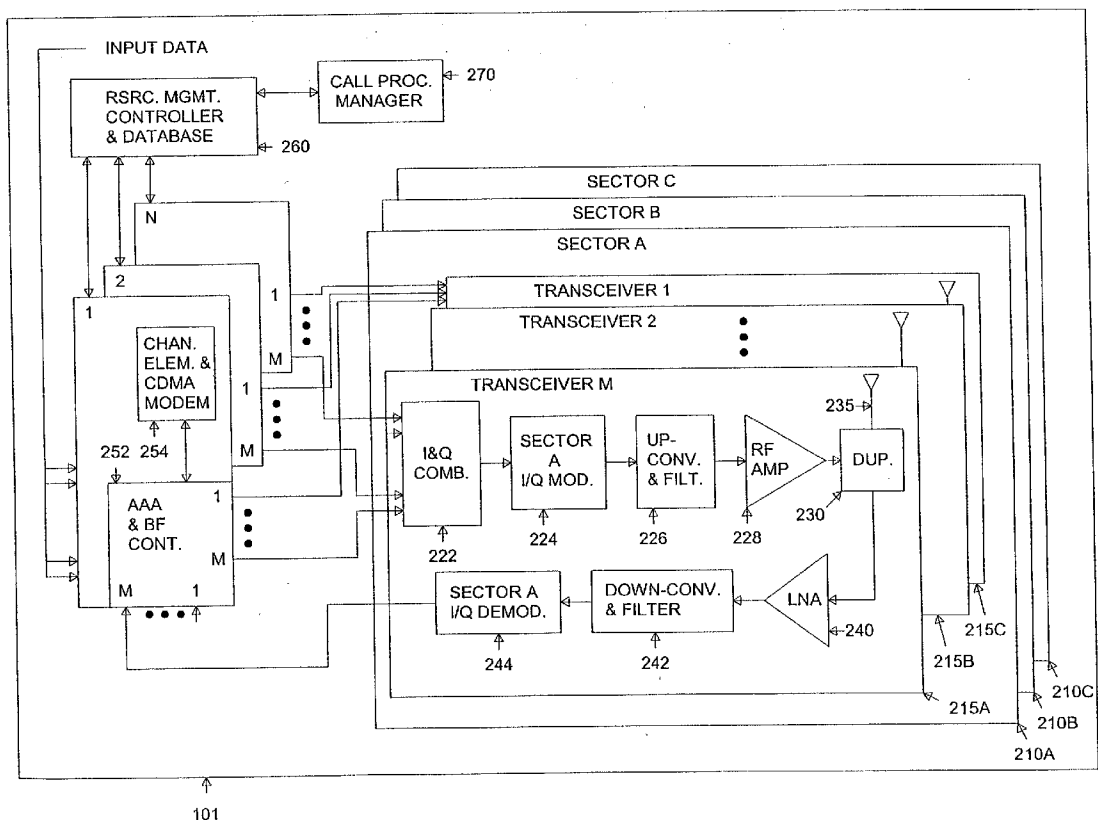 INPUT DATA
RSRC. MGMT.
CONTROLLER
& DATABASE
260
CALL PROC.
MANAGER
270
SECTOR C
SECTOR B
SECTOR A
N
1
M
2
1
M
1
CHAN.
ELEM. &
CDMA
MODEM
252
254
AAA
& BF
CONT.
1
M
M
1
TRANSCEIVER 1
TRANSCEIVER 2
TRANSCEIVER M
I&Q
COMB.
222
SECTOR
A
I/Q MOD.
224
UP-
CONV.
& FILT.
226
RF
AMP
228
235
DUP.
230
SECTOR A
I/Q DEMOD.
244
DOWN-CONV.
& FILTER
242
LNA
240
215C
215B
215A
210C
210B
210A
101